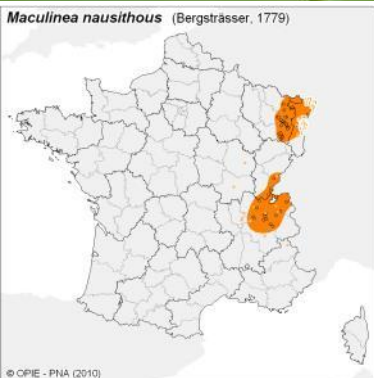 Maculinea nausithous (Bergsträsser, 1779)
© OPIE - PNA (2010)